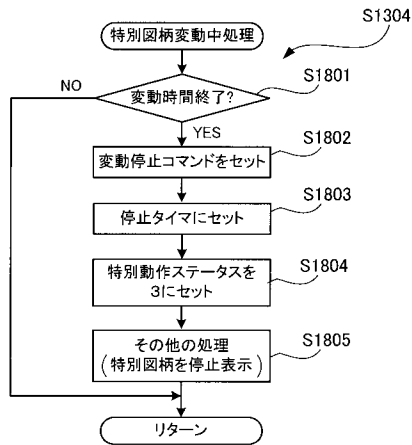 特別図柄変動中処理
S1304
変動時間終了?
S1801
NO
YES
変動停止コマンドをセット
S1802
停止タイマにセット
S1803
特別動作ステータスを
3にセット
S1804
その他の処理
(特別図柄を停止表示)
S1805
リターン